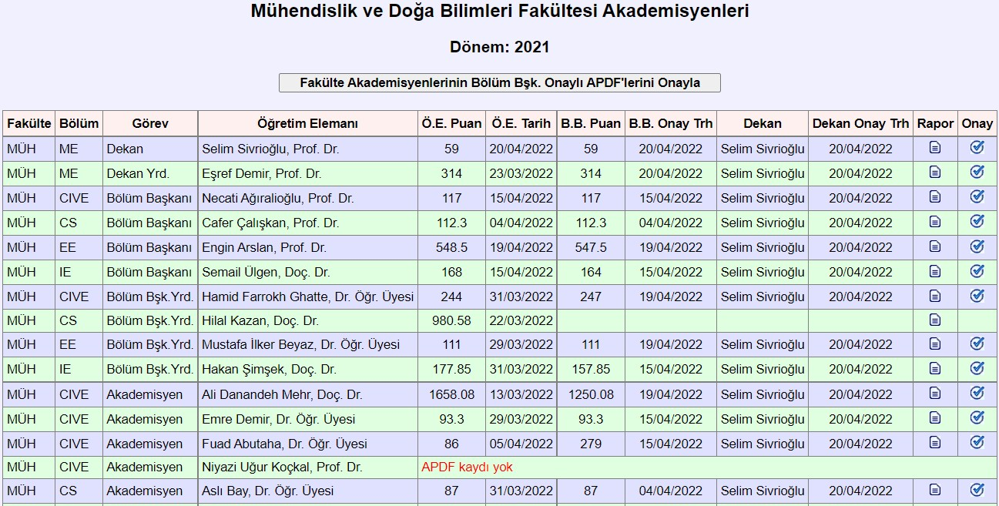 Mühendislik ve Doğa Bilimleri Fakültesi Akademisyenleri
Dönem: 2021
Fakülte Akademisyenlerinin Bölüm Bşk. Onaylı APDF'lerini Onayla
Fakülte Bölüm Görev Öğretim Elemanı Ö.E. Puan Ö.E. Tarih B.B. Puan B.B. Onay Trh Dekan Dekan Onay Trh Rapor Onay
MÜH ME Dekan Selim Sivrioğlu, Prof. Dr. 59 20/04/2022 59 20/04/2022 Selim Sivrioğlu 20/04/2022
MÜH ME Dekan Yrd. Eşref Demir, Prof. Dr. 314 23/03/2022 314 20/04/2022 Selim Sivrioğlu 20/04/2022
MÜH CIVE Bölüm Başkanı Necati Ağıralioğlu, Prof. Dr. 117 15/04/2022 117 15/04/2022 Selim Sivrioğlu 20/04/2022
MÜH CS Bölüm Başkanı Cafer Çalışkan, Prof. Dr. 112.3 04/04/2022 112.3 04/04/2022 Selim Sivrioğlu 20/04/2022
MÜH EE Bölüm Başkanı Engin Arslan, Prof. Dr. 548.5 19/04/2022 547.5 19/04/2022 Selim Sivrioğlu 20/04/2022
MÜH IE Bölüm Başkanı Semail Ülgen, Doç. Dr. 168 15/04/2022 164 15/04/2022 Selim Sivrioğlu 20/04/2022
MÜH CIVE Bölüm Bşk.Yrd. Hamid Farrokh Ghatte, Dr. Öğr. Üyesi 244 31/03/2022 247 19/04/2022 Selim Sivrioğlu 20/04/2022
MÜH CS Bölüm Bşk.Yrd. Hilal Kazan, Doç. Dr. 980.58 22/03/2022
MÜH EE Bölüm Bşk.Yrd. Mustafa İlker Beyaz, Dr. Öğr. Üyesi 111 29/03/2022 111 19/04/2022 Selim Sivrioğlu 20/04/2022
MÜH IE Bölüm Bşk.Yrd. Hakan Şimşek, Doç. Dr. 177.85 31/03/2022 157.85 15/04/2022 Selim Sivrioğlu 20/04/2022
MÜH CIVE Akademisyen Ali Danandeh Mehr, Doç. Dr. 1658.08 13/03/2022 1250.08 19/04/2022 Selim Sivrioğlu 20/04/2022
MÜH CIVE Akademisyen Emre Demir, Dr. Öğr. Üyesi 93.3 29/03/2022 93.3 15/04/2022 Selim Sivrioğlu 20/04/2022
MÜH CIVE Akademisyen Fuad Abutaha, Dr. Öğr. Üyesi 86 05/04/2022 279 15/04/2022 Selim Sivrioğlu 20/04/2022
MÜH CIVE Akademisyen Niyazi Uğur Koçkal, Prof. Dr. APDF kaydı yok
MÜH CS Akademisyen Aslı Bay, Dr. Öğr. Üyesi 87 31/03/2022 87 04/04/2022 Selim Sivrioğlu 20/04/2022